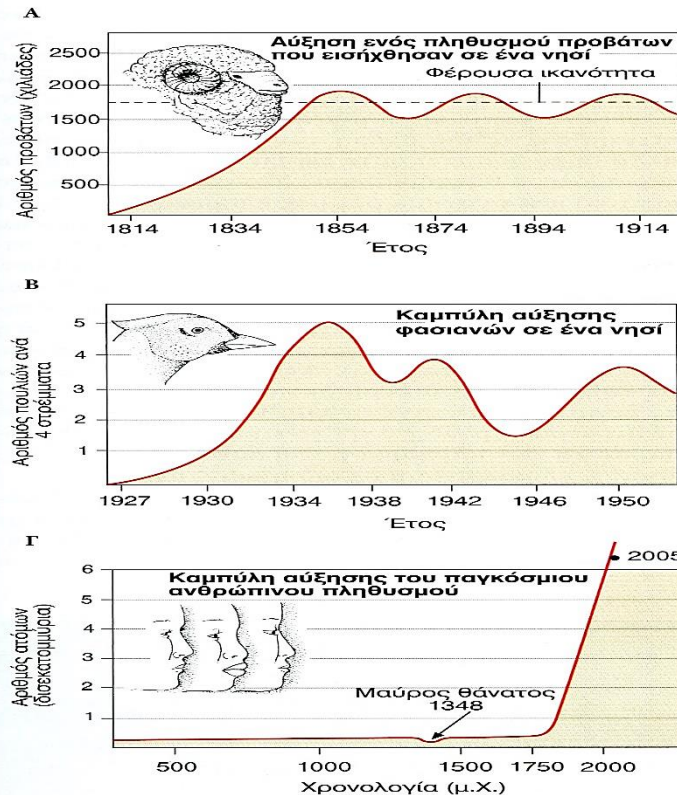 Α
Αύξηση ενός πληθυσμού προβάτων
που εισήχθησαν σε ένα νησί
Φέρουσα ικανότητα
Αριθμός προβάτων (χιλιάδες)
2500
2000
1500
1000
500
1814 1834 1854 1874 1894 1914
Έτος
Β
Καμπύλη αύξησης
φασιανών σε ένα νησί
Αριθμός πουλιών ανά
4 στρέμματα
5
4
3
2
1
1927 1930 1934 1938 1942 1946 1950
Έτος
Γ
2005
Καμπύλη αύξησης του παγκόσμιου
ανθρώπινου πληθυσμού
Αριθμός ατόμων
(δισεκατομμύρια)
6
5
4
3
2
1
Μαύρος θάνατος
1348
500 1000 1500 1750 2000
Χρονολογία (μ.Χ.)